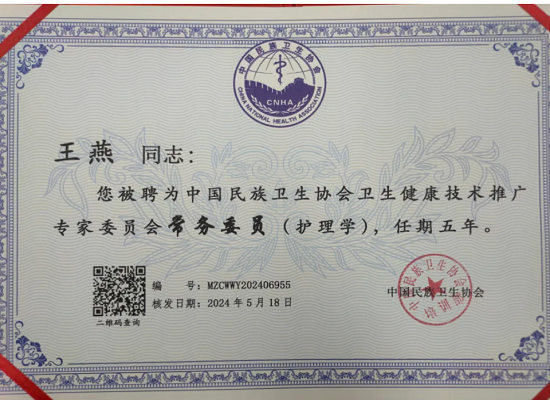 中国民族卫生协会
CNHA
CHINA NATIONAL HEALTH ASSOCIATION
王燕 同志：
您被聘为中国民族卫生协会卫生健康技术推广
专家委员会常务委员（护理学），任期五年。
编 号：MZCWWY202406955
核发日期：2024年5月18日
二维码查询
中国民族卫生协会